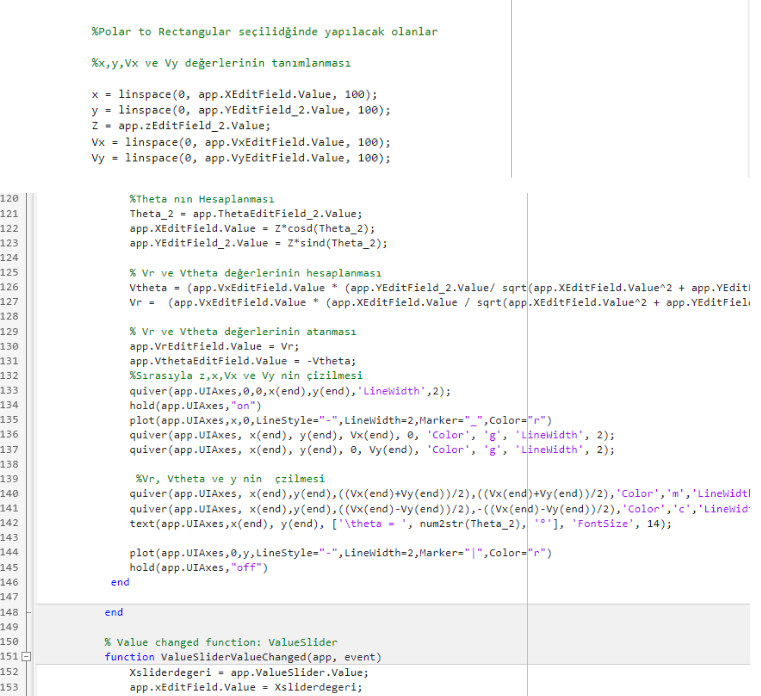 %Polar to Rectangular seçilidğinde yapılacak olanlar
%x,y,Vx ve Vy değerlerinin tanımlanması
x = linspace(0, app.XEditField.Value, 100);
y = linspace(0, app.YEditField_2.Value, 100);
Z = app.zEditField_2.Value;
Vx = linspace(0, app.VxEditField.Value, 100);
Vy = linspace(0, app.VyEditField.Value, 100);
120 %Theta nın Hesaplanması
121 Theta_2 = app.ThetaEditField_2.Value;
122 app.XEditField.Value = Z*cosd(Theta_2);
123 app.YEditField_2.Value = Z*sind(Theta_2);
124
125 % Vr ve Vtheta değerlerinin hesaplanması
126 Vtheta = (app.VxEditField.Value * (app.YEditField_2.Value/ sqrt(app.XEditField.Value^2 + app.YEdit
127 Vr =  (app.VxEditField.Value * (app.XEditField.Value / sqrt(app.XEditField.Value^2 + app.YEditFiel
128
129 % Vr ve Vtheta değerlerinin atanması
130 app.VrEditField.Value = Vr;
131 app.VthetaEditField.Value = -Vtheta;
132 %Sırasıyla z,x,Vx ve Vy nin çizilmesi
133 quiver(app.UIAxes,0,0,x(end),y(end),'LineWidth',2);
134 hold(app.UIAxes,"on")
135 plot(app.UIAxes,x,0,LineStyle="-",LineWidth=2,Marker="_",Color="r")
136 quiver(app.UIAxes, x(end), y(end), Vx(end), 0, 'Color', 'g', 'LineWidth', 2);
137 quiver(app.UIAxes, x(end), y(end), 0, Vy(end), 'Color', 'g', 'LineWidth', 2);
138
139 %Vr, Vtheta ve y nin  çzilmesi
140 quiver(app.UIAxes, x(end),y(end),((Vx(end)+Vy(end))/2),((Vx(end)+Vy(end))/2),'Color','m','LineWidt
141 quiver(app.UIAxes, x(end),y(end),((Vx(end)-Vy(end))/2),-((Vx(end)-Vy(end))/2),'Color','c','LineWid
142 text(app.UIAxes,x(end), y(end), ['\theta = ', num2str(Theta_2), '°'], 'FontSize', 14);
143
144 plot(app.UIAxes,0,y,LineStyle="-",LineWidth=2,Marker="|",Color="r")
145 hold(app.UIAxes,"off")
146 end
147
148 end
149
150 % Value changed function: ValueSlider
151 function ValueSliderValueChanged(app, event)
152 Xsliderdegeri = app.ValueSlider.Value;
153 app.xEditField.Value = Xsliderdegeri;